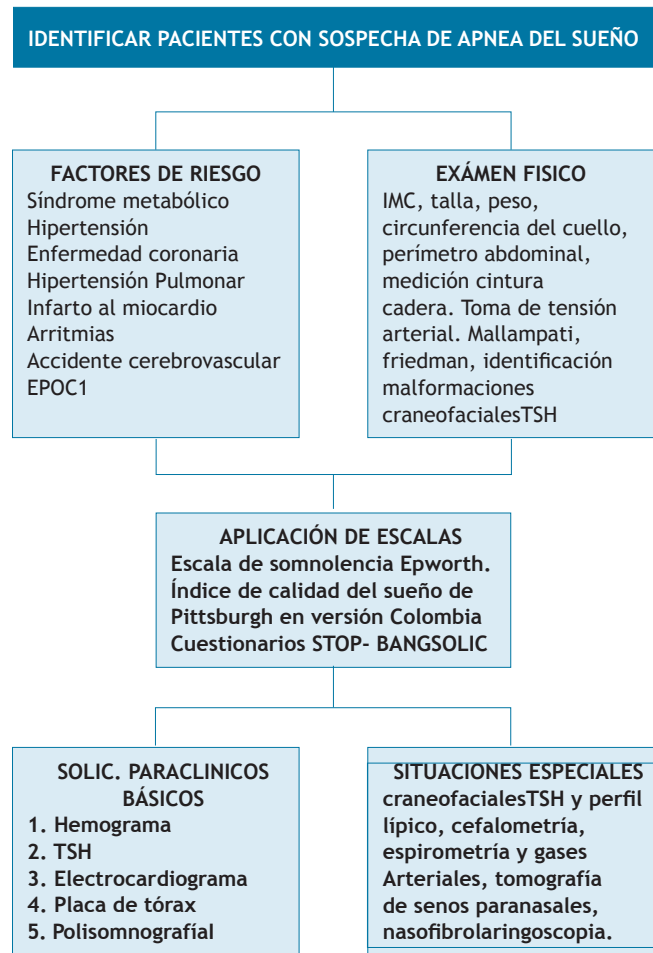 IDENTIFICAR PACIENTES CON SOSPECHA DE APNEA DEL SUEÑO
FACTORES DE RIESGO
Síndrome metabólico
Hipertensión
Enfermedad coronaria
Hipertensión Pulmonar
Infarto al miocardio
Arritmias
Accidente cerebrovascular
EPOC1
EXÁMEN FISICO
IMC, talla, peso,
circunferencia del cuello,
perímetro abdominal,
medición cintura
cadera. Toma de tensión
arterial. Mallampati,
friedman, identificación
malformaciones
craneofacialesTSH
APLICACIÓN DE ESCALAS
Escala de somnolencia Epworth.
Índice de calidad del sueño de
Pittsburgh en versión Colombia
Cuestionarios STOP- BANGSOLIC
SOLIC. PARACLINICOS
BÁSICOS
1. Hemograma
2. TSH
3. Electrocardiograma
4. Placa de tórax
5. Polisomnografíal
SITUACIONES ESPECIALES
craneofacialesTSH y perfil
lípico, cefalometría,
espirometría y gases
Arteriales, tomografía
de senos paranasales,
nasofibrolaringoscopia.